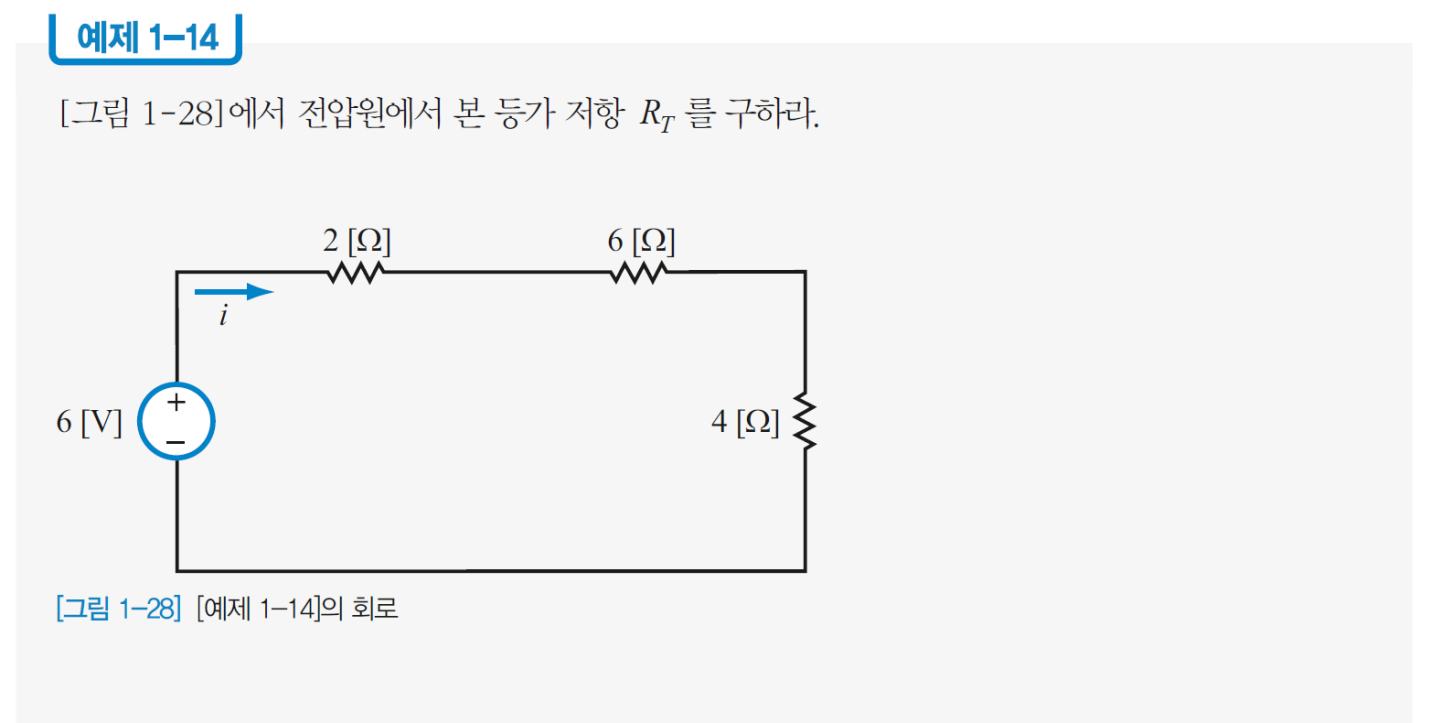 예제 1-14
[그림 1-28]에서 전압원에서 본 등가 저항 R_T 를 구하라.
2 [Ω]
6 [Ω]
i
6 [V]
+
−
4 [Ω]
[그림 1-28] [예제 1-14]의 회로